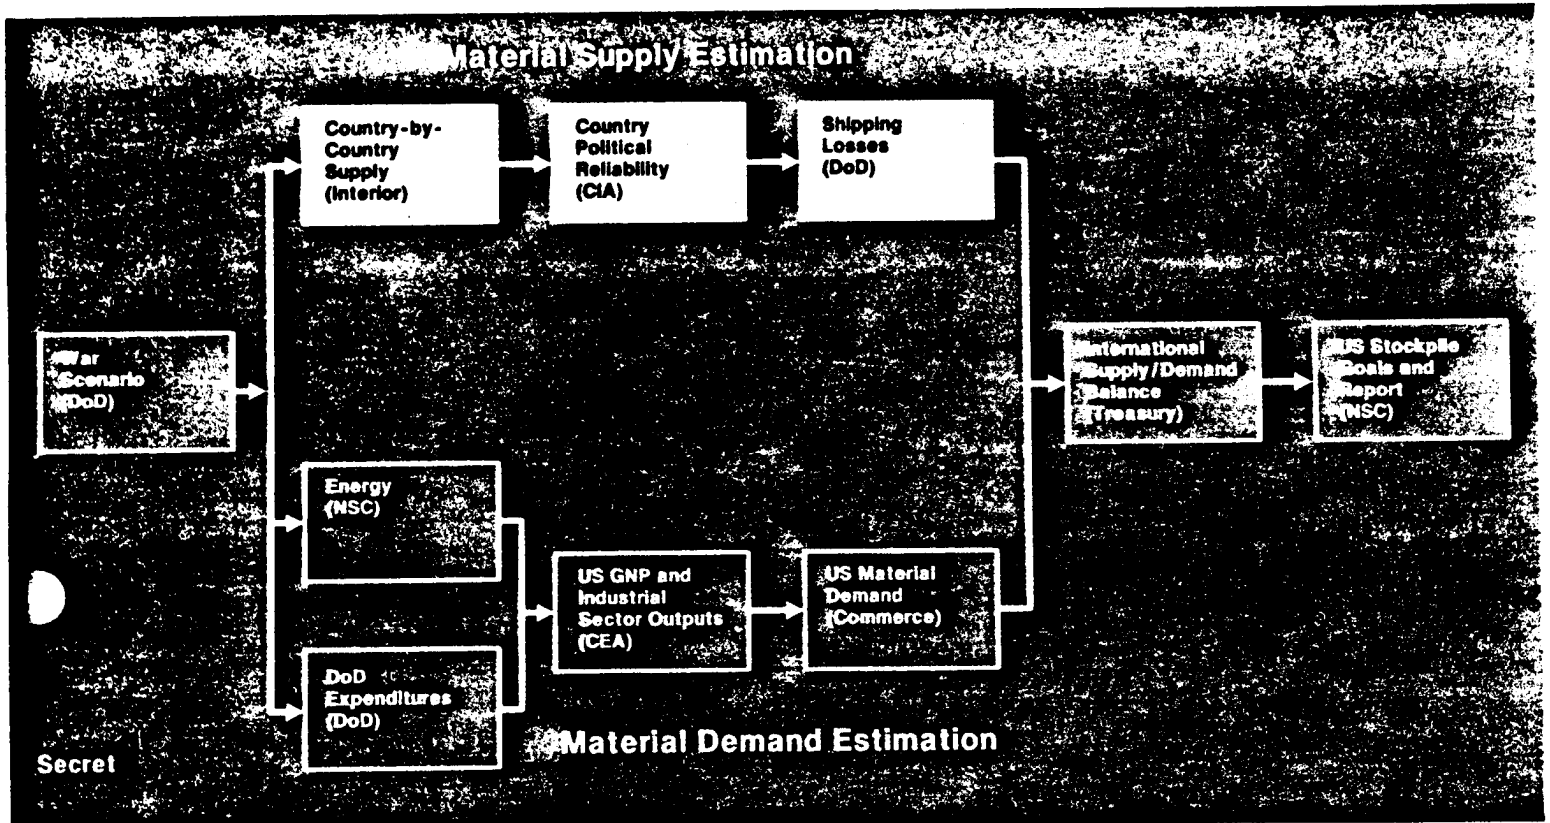 Material Supply Estimation
Country-by-
Country
Supply
(Interior)
Country
Political
Reliability
(CIA)
Shipping
Losses
(DoD)
War
Scenario
(DoD)
International
Supply/Demand
Balance
(Treasury)
US Stockpile
Goals and
Report
(NSC)
Energy
(NSC)
US GNP and
Industrial
Sector Outputs
(CEA)
US Material
Demand
(Commerce)
DoD
Expenditures
(DoD)
Material Demand Estimation
Secret